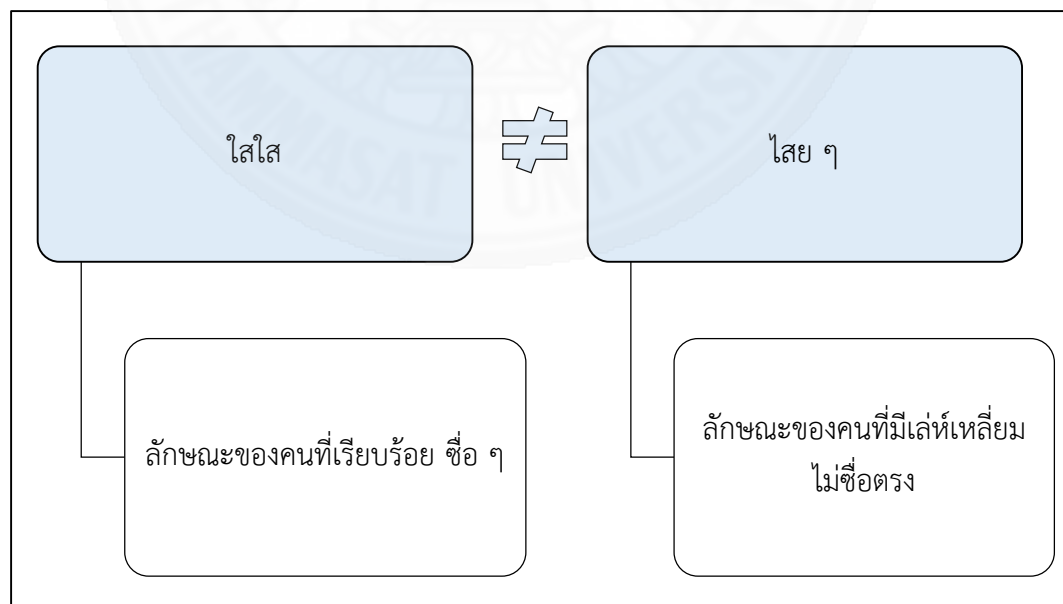 ใสใส
≠
ไสย ๆ
ลักษณะของคนที่เรียบร้อย ซื่อ ๆ
ลักษณะของคนที่มีเล่ห์เหลี่ยม
ไม่ซื่อตรง
THAMMASAT UNIVERSITY